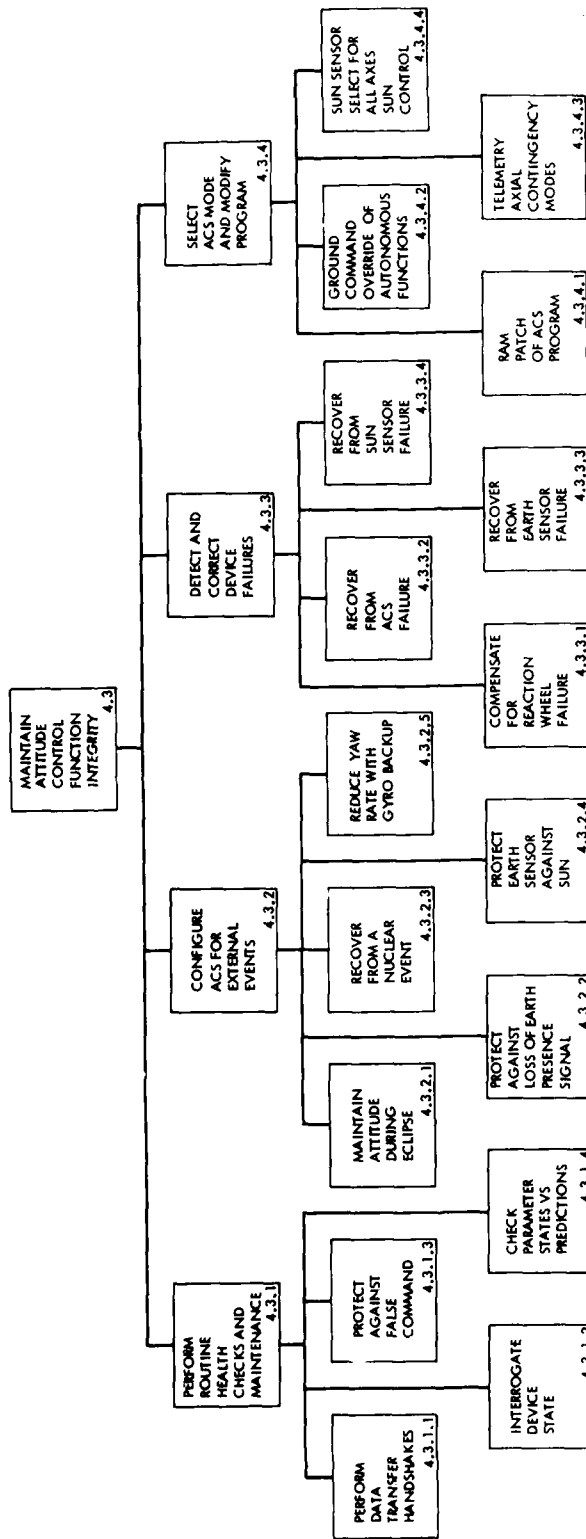 MAINTAIN
ATTITUDE
CONTROL
FUNCTION
INTEGRITY
4.3
PERFORM
ROUTINE
HEALTH
CHECKS AND
MAINTENANCE
4.3.1
CONFIGURE
ACS FOR
EXTERNAL
EVENTS
4.3.2
DETECT AND
CORRECT
DEVICE
FAILURES
4.3.3
SELECT
ACS MODE
AND MODIFY
PROGRAM
4.3.4
PERFORM
DATA
TRANSFER
HANDSHAKES
4.3.1.1
PROTECT
AGAINST
FALSE
COMMAND
4.3.1.3
MAINTAIN
ATTITUDE
DURING
ECLIPSE
4.3.2.1
RECOVER
FROM A
NUCLEAR
EVENT
4.3.2.3
REDUCE YAW
RATE WITH
GYRO BACKUP
4.3.2.5
RECOVER
FROM
ACS
FAILURE
4.3.3.2
RECOVER
FROM
SUN
SENSOR
FAILURE
4.3.3.4
GROUND
COMMAND
OVERRIDE OF
AUTONOMOUS
FUNCTIONS
4.3.4.2
SUN SENSOR
SELECT FOR
ALL AXES
SUN
CONTROL
4.3.4.4
INTERROGATE
DEVICE
STATE
4.3.1.2
CHECK
PARAMETER
STATES VS
PREDICTIONS
4.3.1.4
PROTECT
AGAINST
LOSS OF EARTH
PRESENCE
SIGNAL
4.3.2.2
PROTECT
EARTH
SENSOR
AGAINST
SUN
4.3.2.4
COMPENSATE
FOR
REACTION
WHEEL
FAILURE
4.3.3.1
RECOVER
FROM
EARTH
SENSOR
FAILURE
4.3.3.3
RAM
PATCH
OF ACS
PROGRAM
4.3.4.1
TELEMETRY
AXIAL
CONTINGENCY
MODES
4.3.4.3